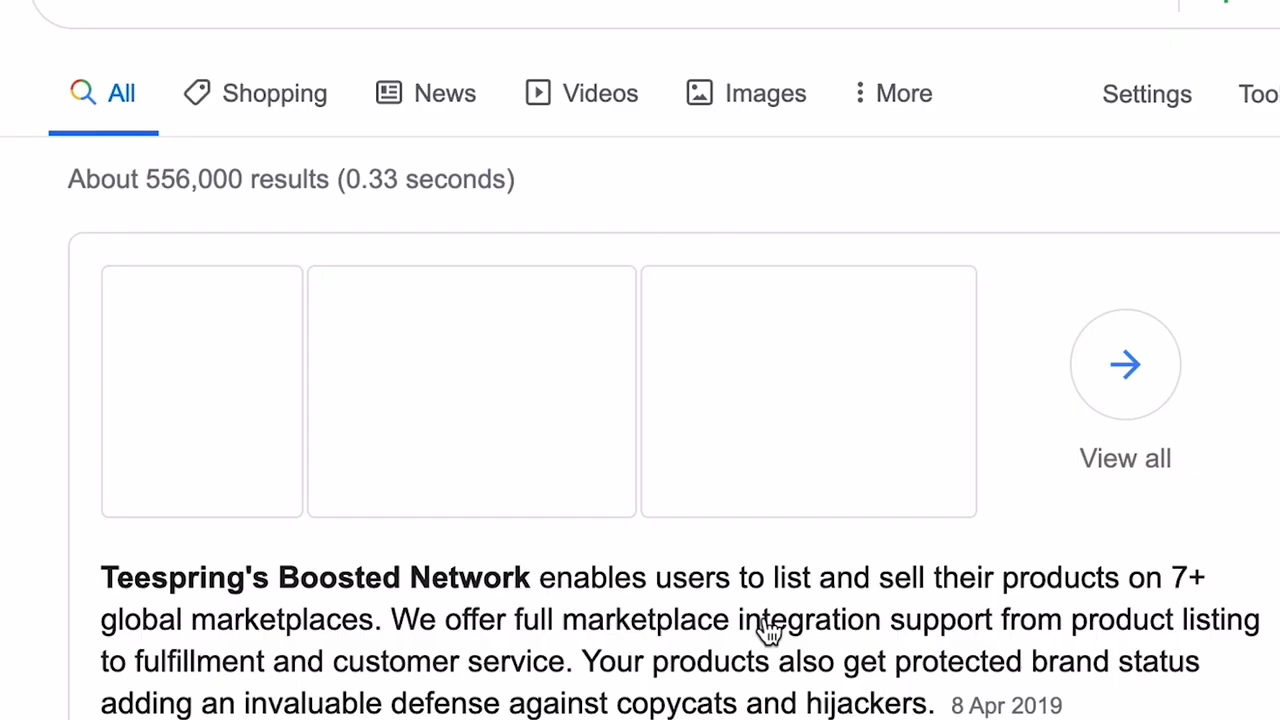 All Shopping News Videos Images More Settings Too
About 556,000 results (0.33 seconds)
View all
Teespring's Boosted Network enables users to list and sell their products on 7+
global marketplaces. We offer full marketplace integration support from product listing
to fulfillment and customer service. Your products also get protected brand status
adding an invaluable defense against copycats and hijackers. 8 Apr 2019